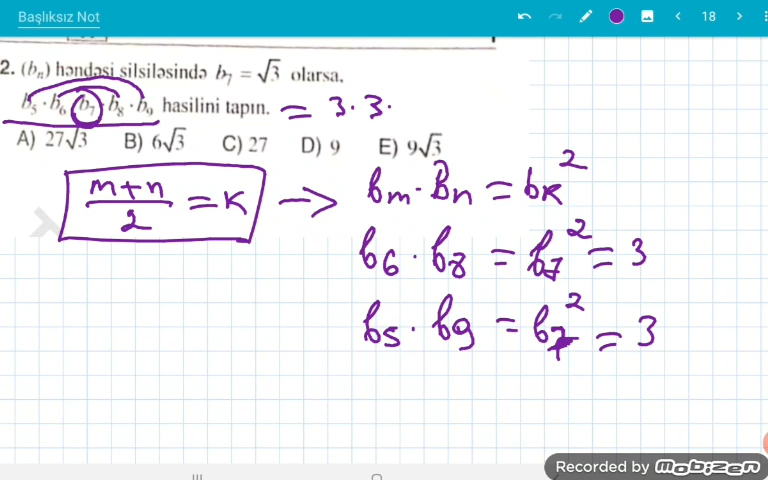 Başlıksız Not
18
2. (bₙ) həndəsi silsiləsində b₇ = √3 olarsa,
b₅ · b₆ · b₇ · b₈ · b₉ hasilini tapın. = 3 · 3 ·
A) 27√3 B) 6√3 C) 27 D) 9 E) 9√3
(m+n)/2 = K → bm · bn = bK²
b6 · b8 = b7² = 3
b5 · b9 = b7² = 3
Recorded by mobizen